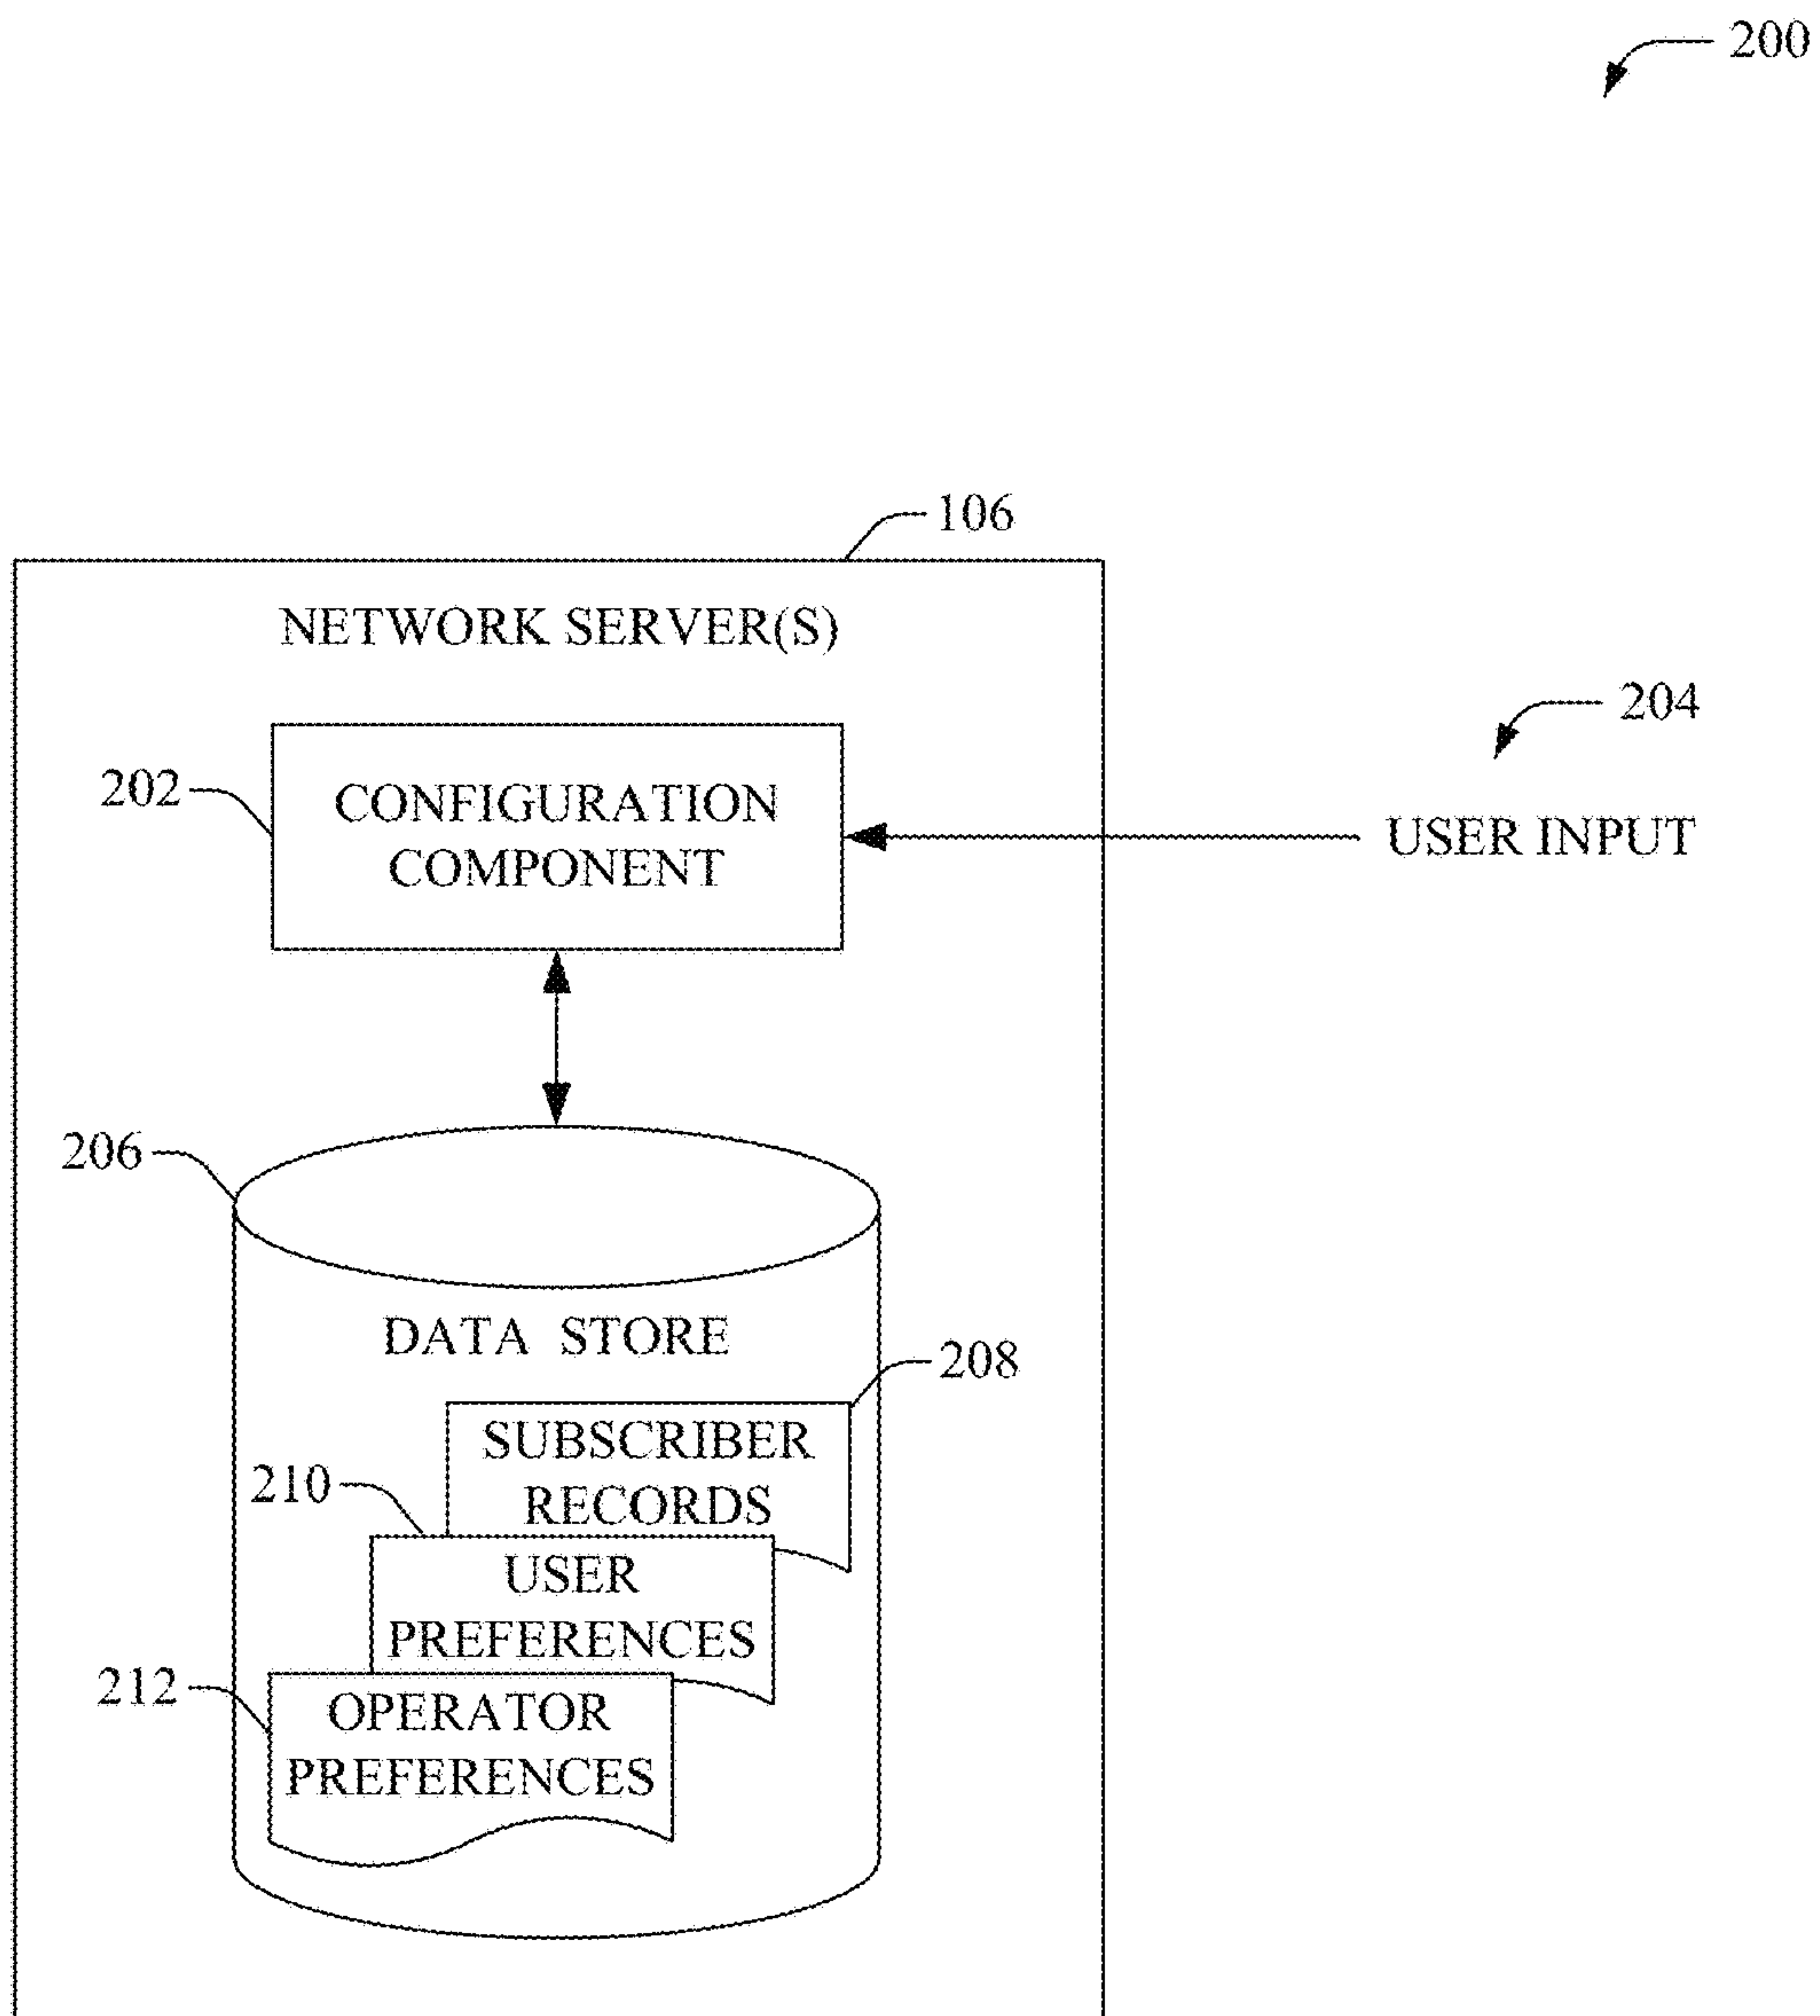 200
106
NETWORK SERVER(S)
204
202
CONFIGURATION
COMPONENT
USER INPUT
206
DATA STORE
208
SUBSCRIBER
RECORDS
210
USER
PREFERENCES
212
OPERATOR
PREFERENCES